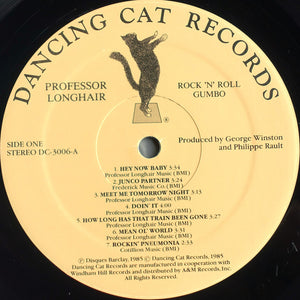 DANCING CAT RECORDS
PROFESSOR
LONGHAIR
ROCK 'N' ROLL
GUMBO
SIDE ONE
STEREO DC-3006-A
Produced by George Winston
and Philippe Rault
1 HEY NOW BABY 3:34
Professor Longhair Music (BMI)
2. JUNCO PARTNER 4:24
Frederick Music Co. (BMI)
3. MEET ME TOMORROW NIGHT 3:13
Professor Longhair Music (BMI)
4. DOIN' IT 4:00
Professor Longhair Music (BMI)
5. HOW LONG HAS THAT TRAIN BEEN GONE 3:27
Professor Longhair Music (BMI)
6. MEAN OL' WORLD 3:31
Professor Longhair Music (BMI)
7. ROCKIN' PNEUMONIA 2:33
Cotillion Music (BMI)
Ⓟ Disques Barclay, 1985 Ⓒ Dancing Cat Records, 1985
Dancing Cat Records are manufactured in cooperation with
Windham Hill Records and distributed by A&M Records, Inc.
All Rights Reserved.